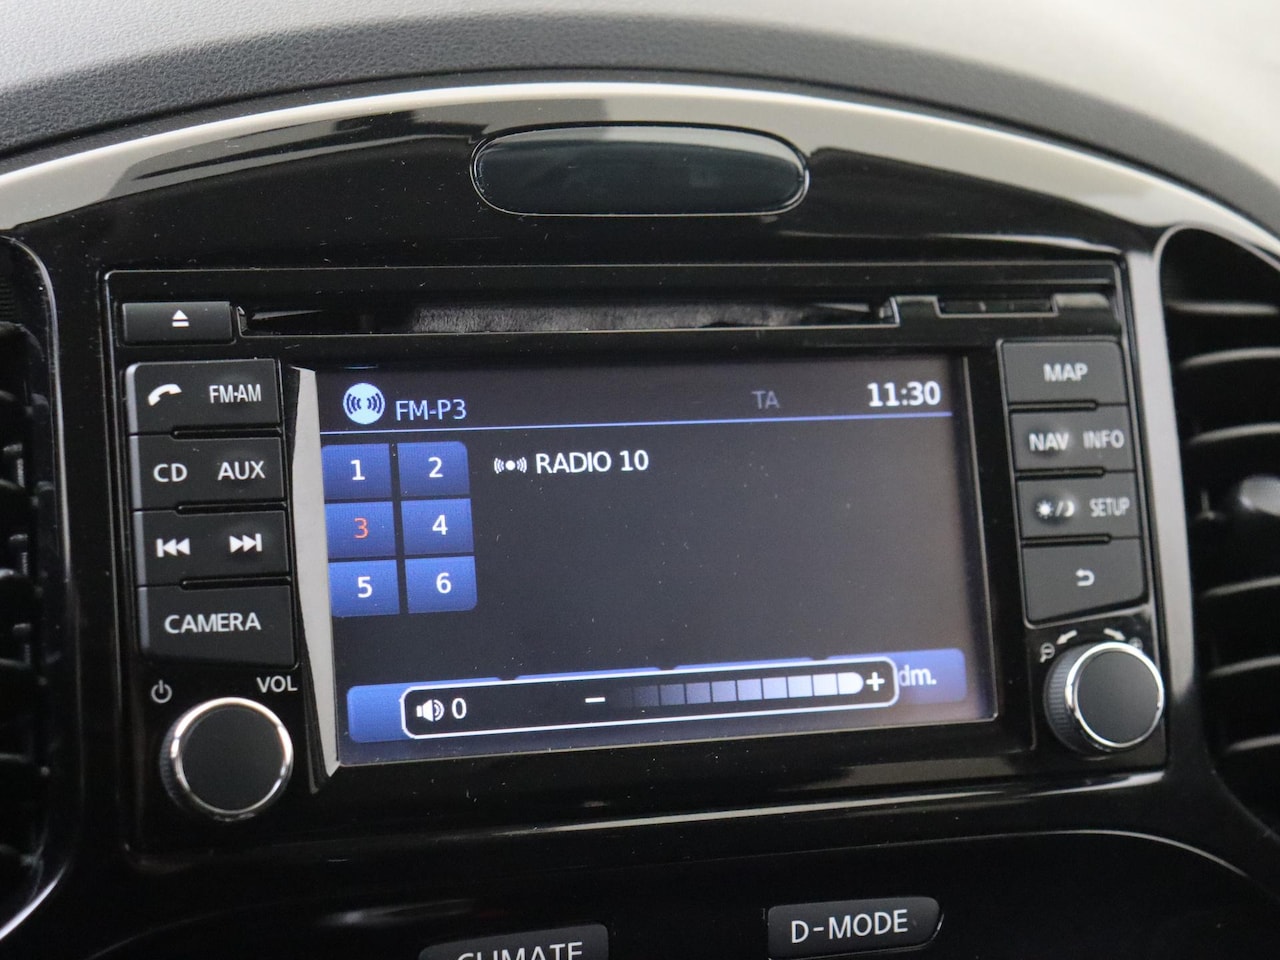 FM·AM
CD AUX
CAMERA
VOL
FM-P3
TA
11:30
1 2
RADIO 10
3 4
5 6
0
− +
dm.
MAP
NAV INFO
SETUP
D-MODE
CLIMATE